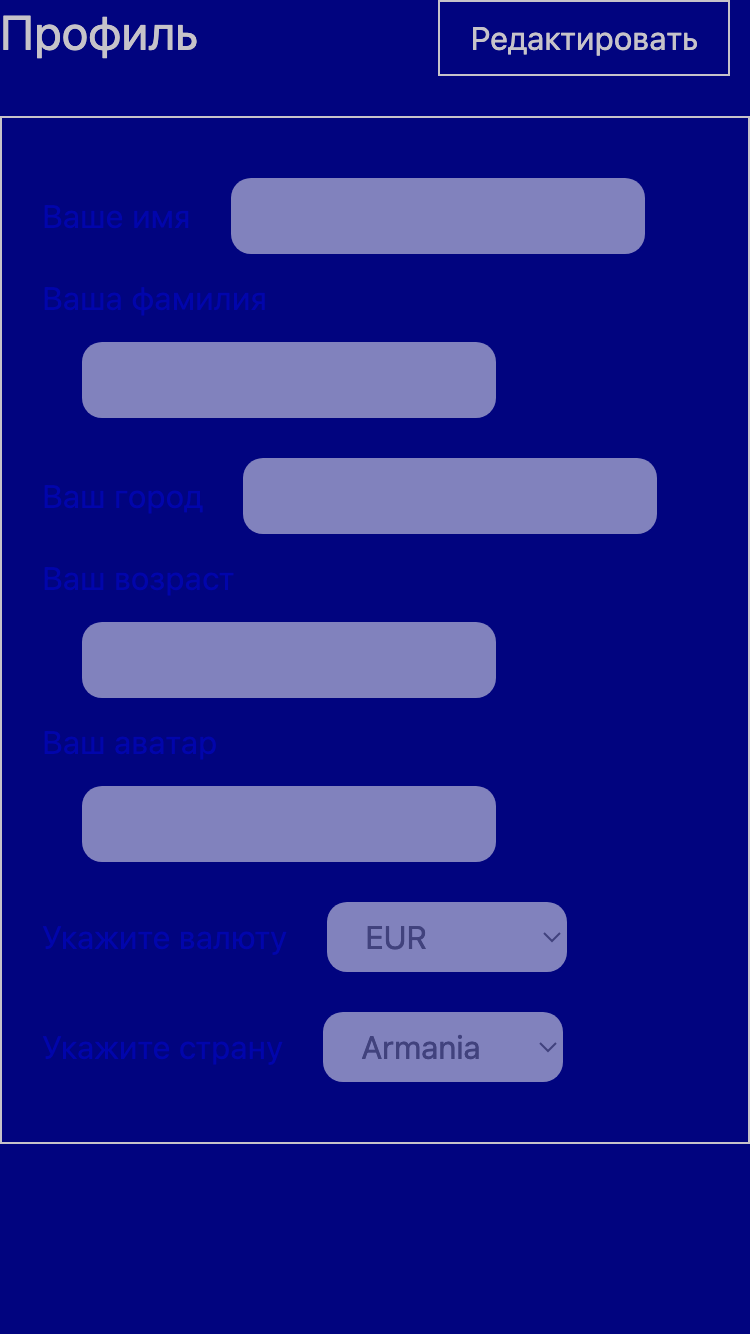 Профиль
Редактировать
Ваше имя
Ваша фамилия
Ваш город
Ваш возраст
Ваш аватар
Укажите валюту
EUR
Укажите страну
Armania